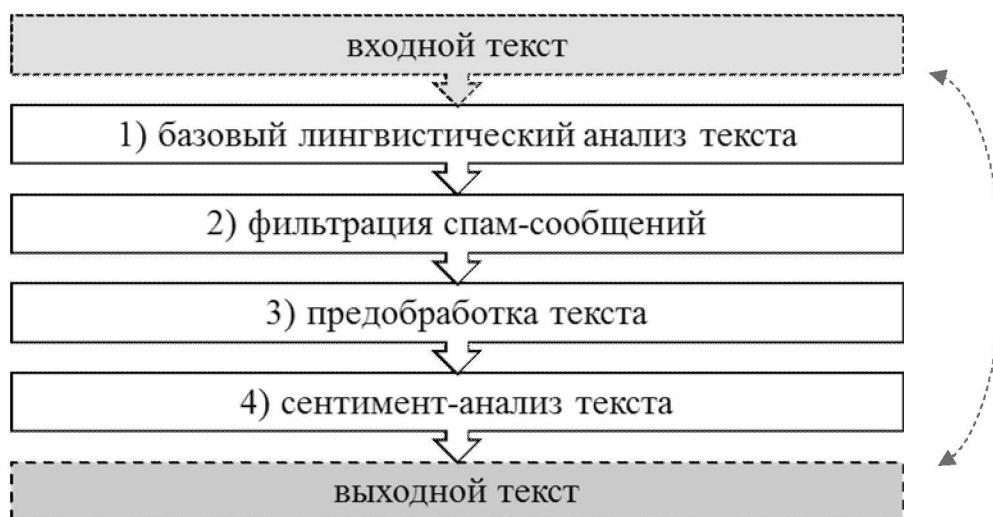 входной текст
1) базовый лингвистический анализ текста
2) фильтрация спам-сообщений
3) предобработка текста
4) сентимент-анализ текста
выходной текст